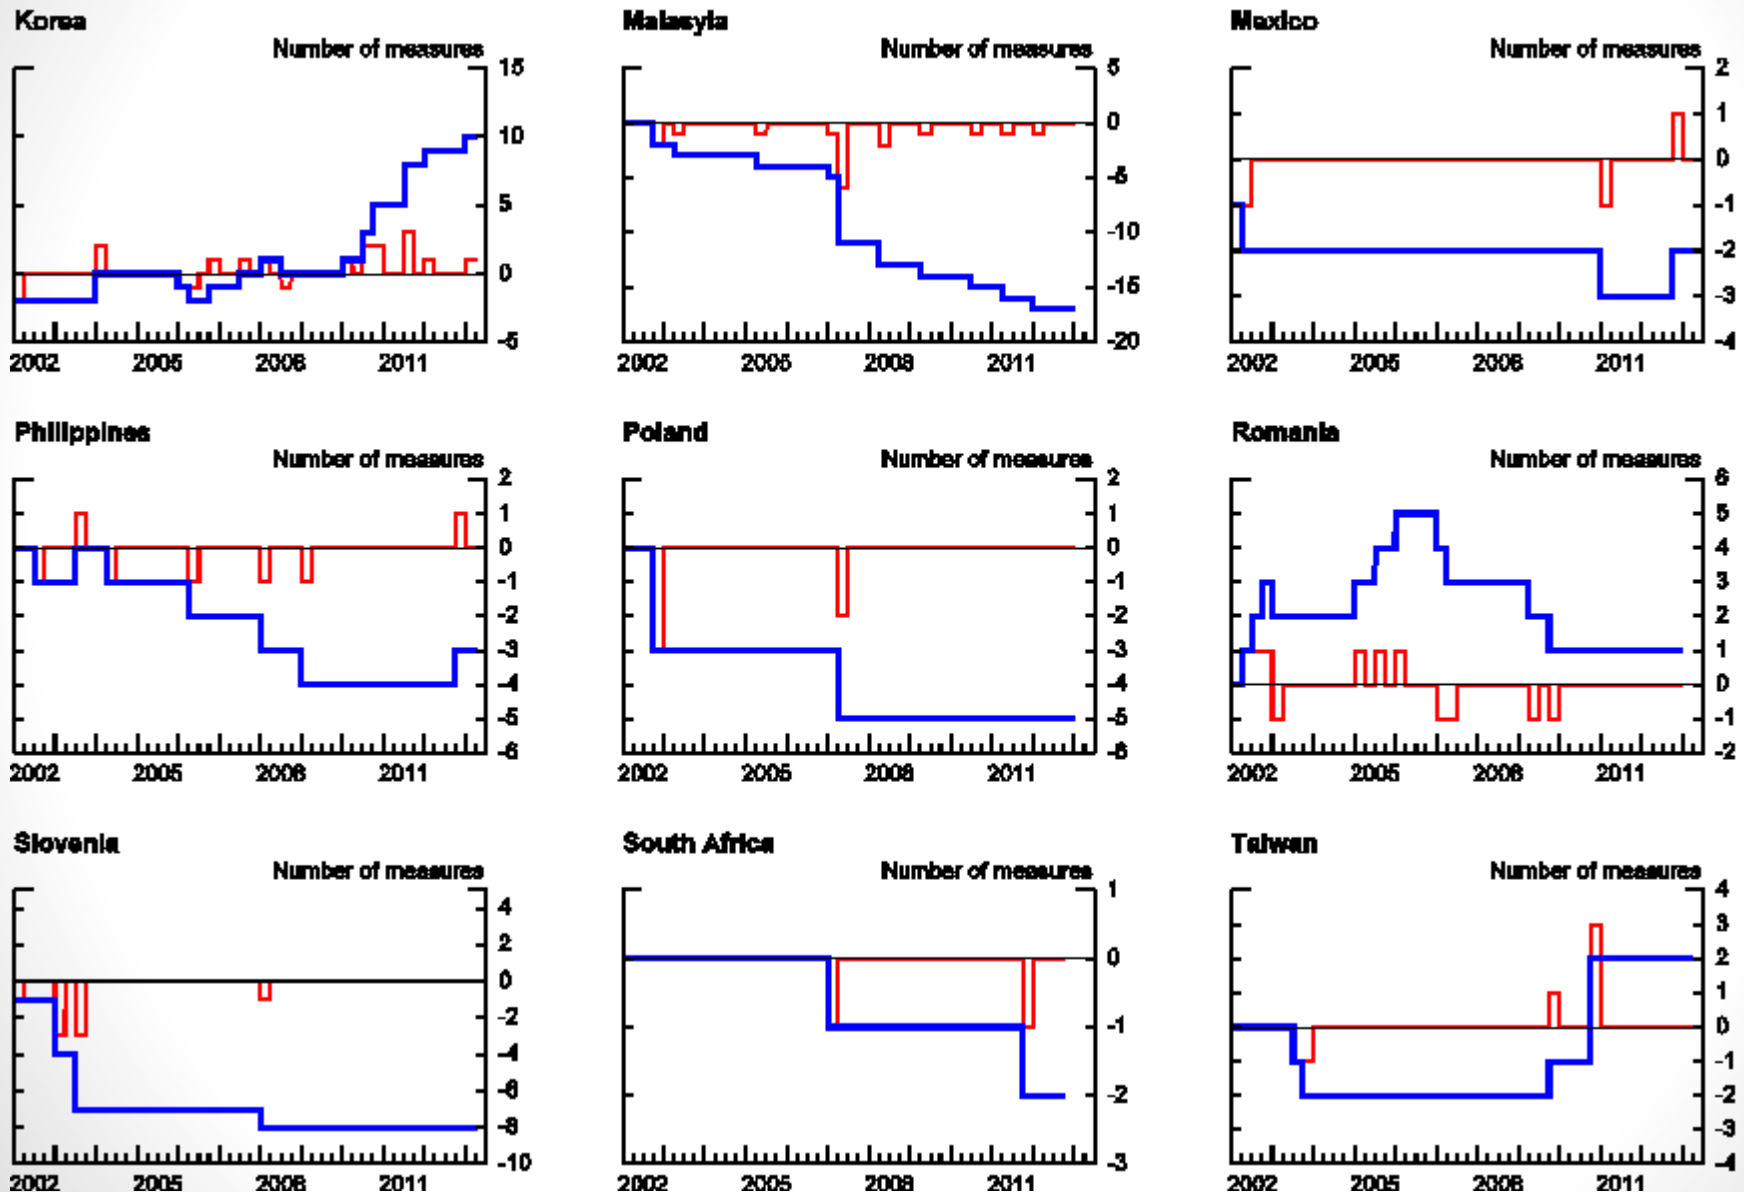 Korea
Number of measures
15
10
5
0
-5
2002 2005 2008 2011
Malasyia
Number of measures
5
0
-5
-10
-15
-20
2002 2005 2008 2011
Mexico
Number of measures
2
1
0
-1
-2
-3
-4
2002 2005 2008 2011
Philippines
Number of measures
2
1
0
-1
-2
-3
-4
-5
-6
2002 2005 2008 2011
Poland
Number of measures
2
1
0
-1
-2
-3
-4
-5
-6
2002 2005 2008 2011
Romania
Number of measures
6
5
4
3
2
1
0
-1
-2
2002 2005 2008 2011
Slovenia
Number of measures
4
2
0
-2
-4
-6
-8
-10
2002 2005 2008 2011
South Africa
Number of measures
1
0
-1
-2
-3
2002 2005 2008 2011
Taiwan
Number of measures
4
3
2
1
0
-1
-2
-3
-4
2002 2005 2008 2011